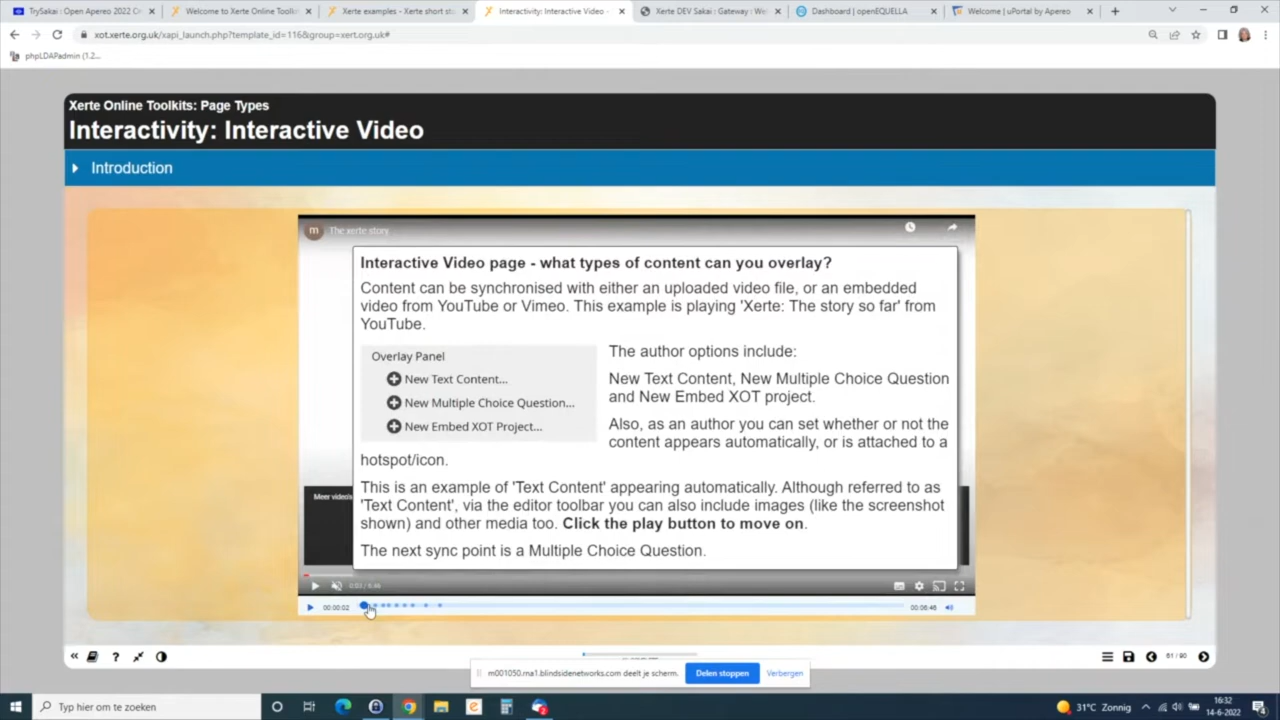 TrySakai :: Open Apereo 2022 C
Welcome to Xerte Online Toolki
Xerte examples - Xerte short sto
Interactivity: Interactive Video -
Xerte DEV Sakai : Gateway : We
Dashboard | openEQUELLA
Welcome | uPortal by Apereo
xot.xerte.org.uk/xapi_launch.php?template_id=116&group=xert.org.uk#
phpLDAPadmin (1.2...
Xerte Online Toolkits: Page Types
Interactivity: Interactive Video
Introduction
m The xerte story
Interactive Video page - what types of content can you overlay?
Content can be synchronised with either an uploaded video file, or an embedded
video from YouTube or Vimeo. This example is playing 'Xerte: The story so far' from
YouTube.
Overlay Panel
New Text Content...
New Multiple Choice Question...
New Embed XOT Project...
The author options include:
New Text Content, New Multiple Choice Question
and New Embed XOT project.
Also, as an author you can set whether or not the
content appears automatically, or is attached to a
hotspot/icon.
This is an example of 'Text Content' appearing automatically. Although referred to as
'Text Content', via the editor toolbar you can also include images (like the screenshot
shown) and other media too. Click the play button to move on.
The next sync point is a Multiple Choice Question.
Meer video's
00:00:02
00:06:46
61 / 90
m001050.rna1.blindsidenetworks.com deelt je scherm.
Delen stoppen
Verbergen
Typ hier om te zoeken
31°C Zonnig
16:32
14-6-2022